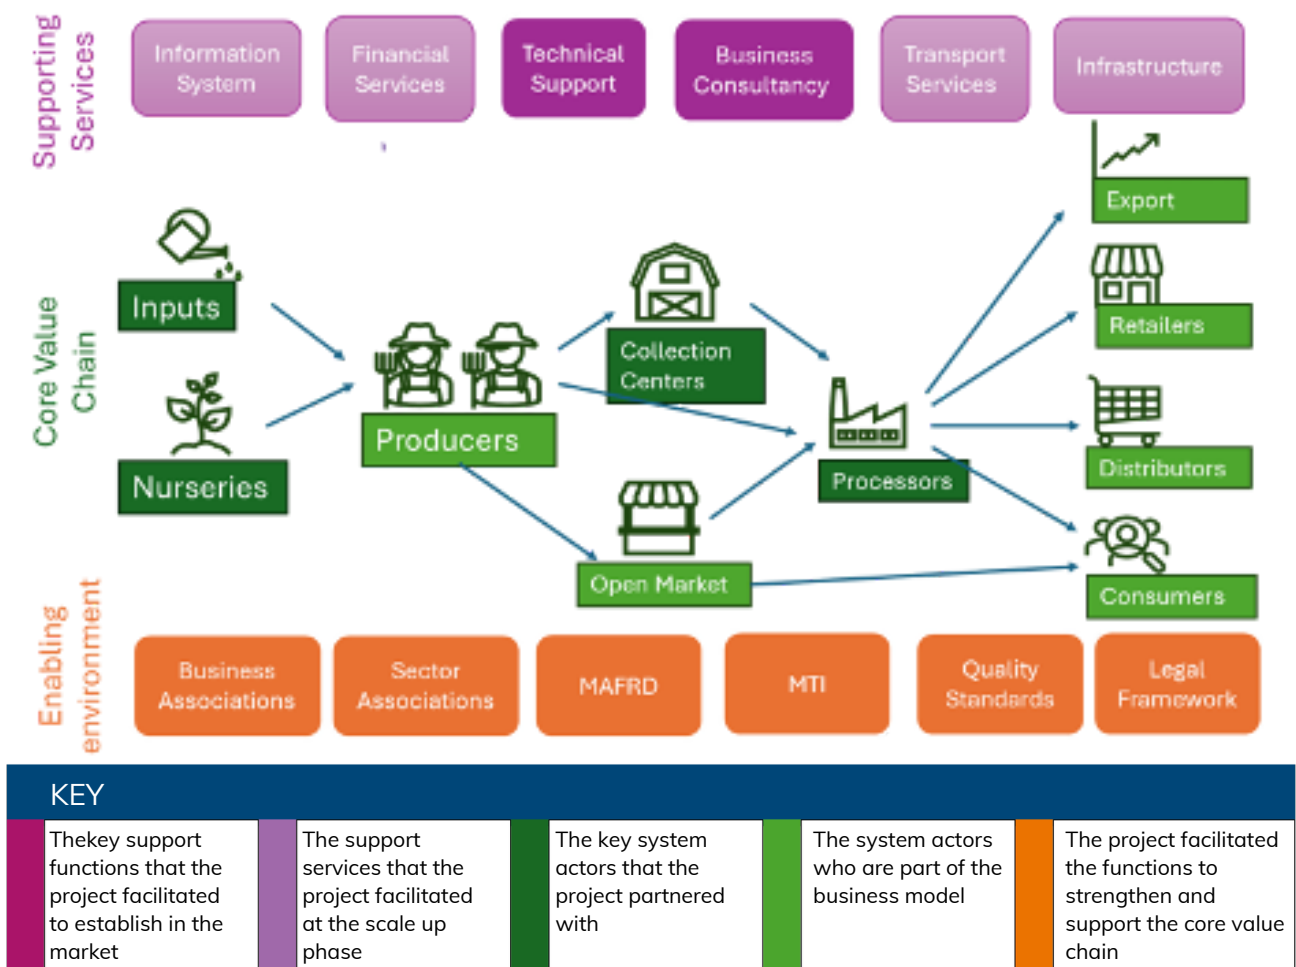 Supporting
Services
Information
System
Financial
Services
Technical
Support
Business
Consultancy
Transport
Services
Infrastructure
Core Value
Chain
Export
Inputs
Collection
Centers
Retailers
Producers
Nurseries
Processors
Distributors
Open Market
Consumers
Enabling
environment
Business
Associations
Sector
Associations
MAFRD
MTI
Quality
Standards
Legal
Framework
KEY
Thekey support
functions that the
project facilitated
to establish in the
market
The support
services that the
project facilitated
at the scale up
phase
The key system
actors that the
project partnered
with
The system actors
who are part of the
business model
The project facilitated
the functions to
strengthen and
support the core value
chain